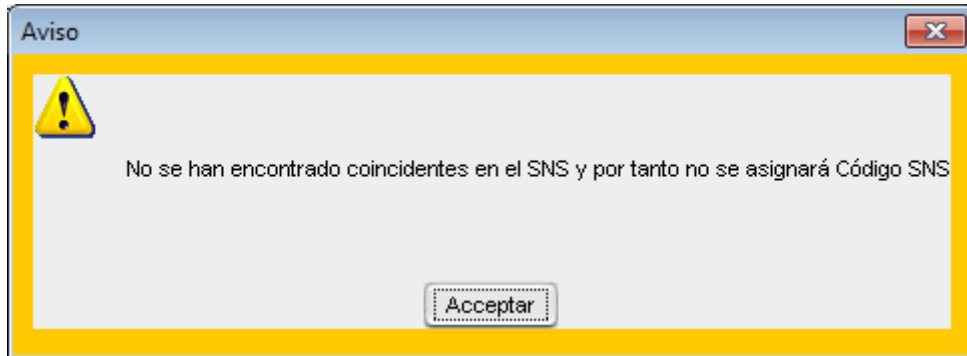 Aviso
No se han encontrado coincidentes en el SNS y por tanto no se asignará Código SNS
Acceptar